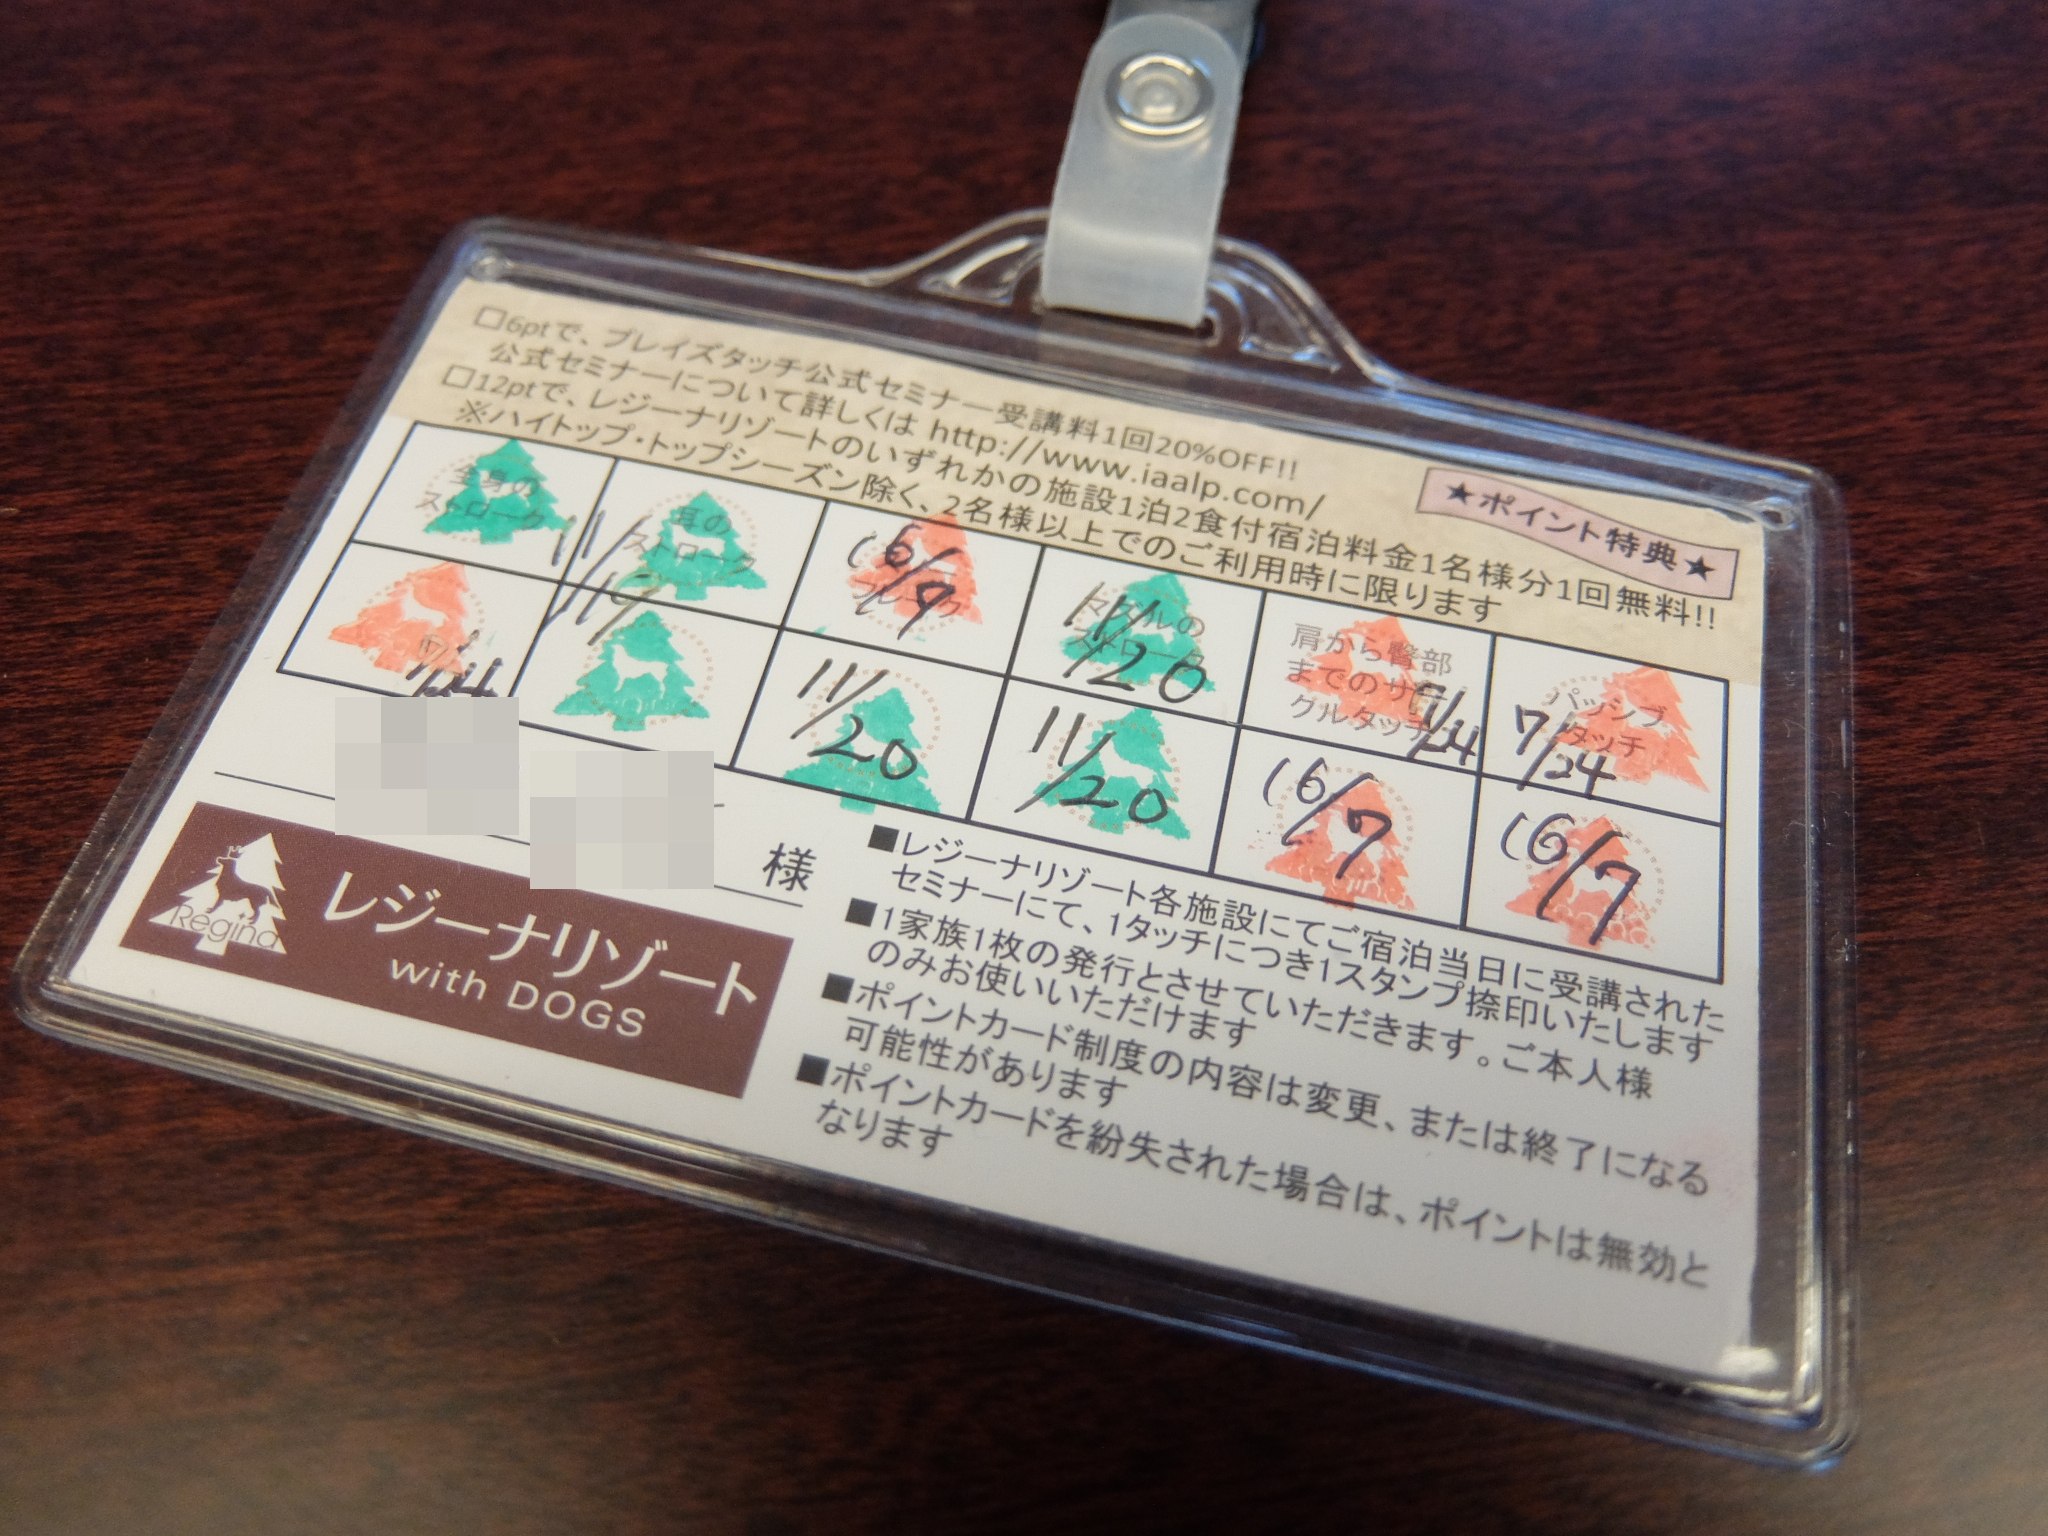 □6ptで、プレイズタッチ公式セミナー受講料1回20%OFF!!
公式セミナーについて詳しくは http://www.iaalp.com/
□12ptで、レジーナリゾートのいずれかの施設1泊2食付宿泊料金1名様分1回無料!!
※ハイトップ・トップシーズン除く、2名様以上でのご利用時に限ります
★ポイント特典★
全身の
ストローク
11/19
耳の
ストローク
マズルの
ストローク
11/20
肩から臀部
までのサー
クルタッチ
7/24
パッシブ
タッチ
7/24
7/24
11/20
11/20
様
Regina
レジーナリゾート
with DOGS
■レジーナリゾート各施設にてご宿泊当日に受講された
セミナーにて、1タッチにつき1スタンプ捺印いたします
■1家族1枚の発行とさせていただきます。ご本人様
のみお使いいただけます
■ポイントカード制度の内容は変更、または終了になる
可能性があります
■ポイントカードを紛失された場合は、ポイントは無効と
なります